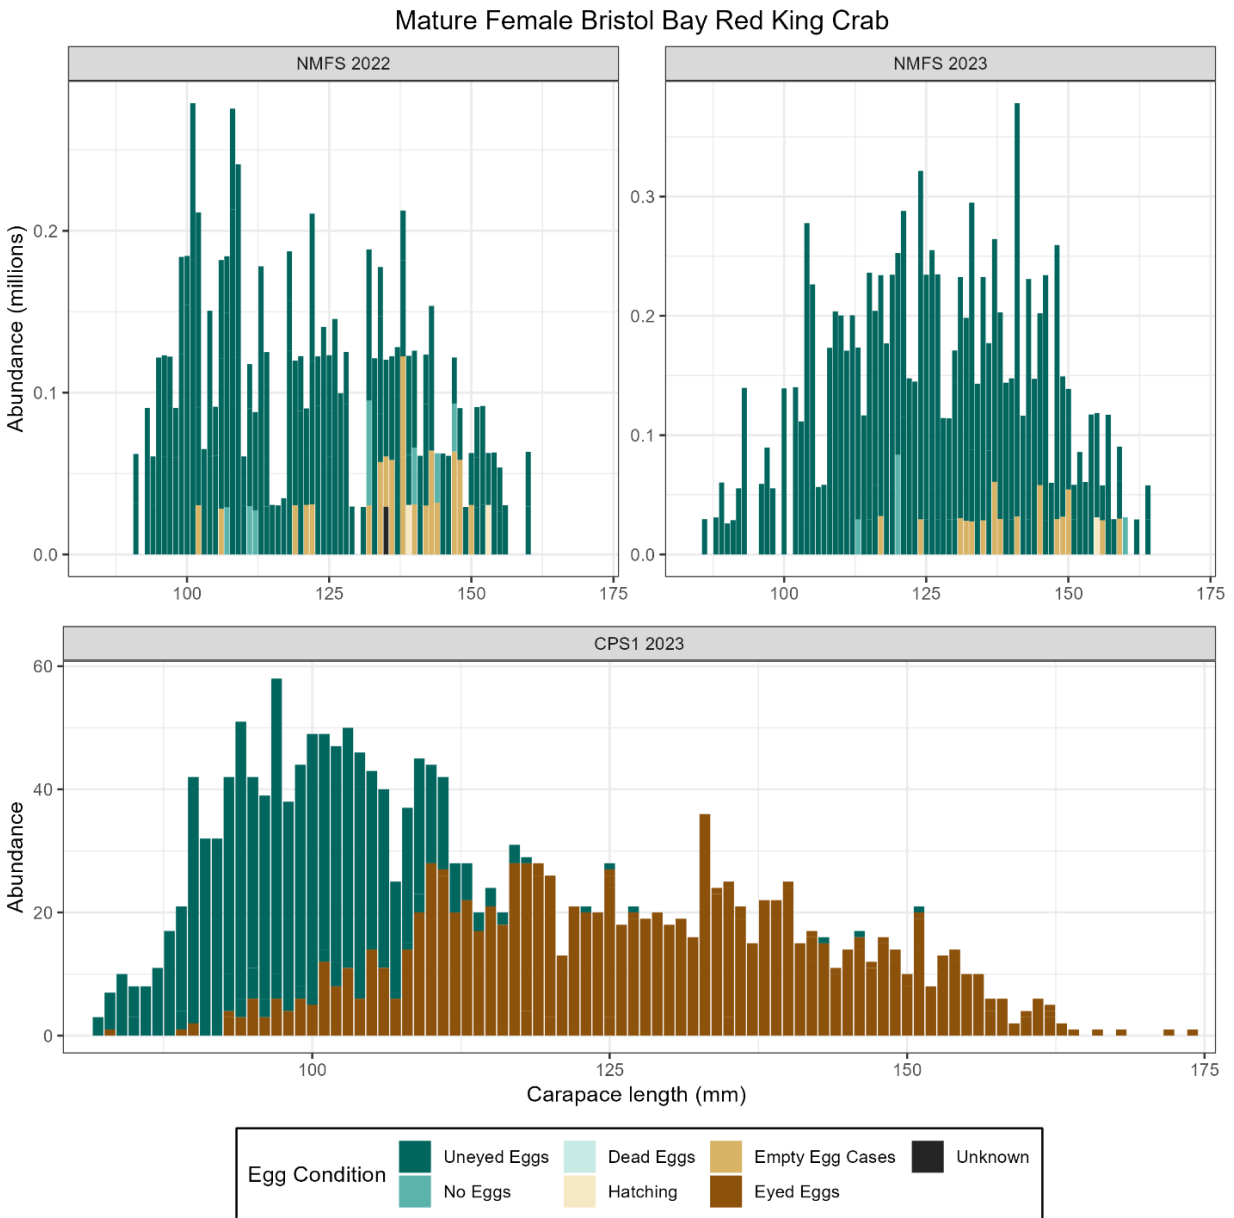 Mature Female Bristol Bay Red King Crab
NMFS 2022
NMFS 2023
Abundance (millions)
0.2
0.1
0.0
100 125 150 175
0.3
0.2
0.1
0.0
100 125 150 175
CPS1 2023
Abundance
60
40
20
0
100 125 150 175
Carapace length (mm)
Egg Condition
Uneyed Eggs Dead Eggs Empty Egg Cases Unknown
No Eggs Hatching Eyed Eggs